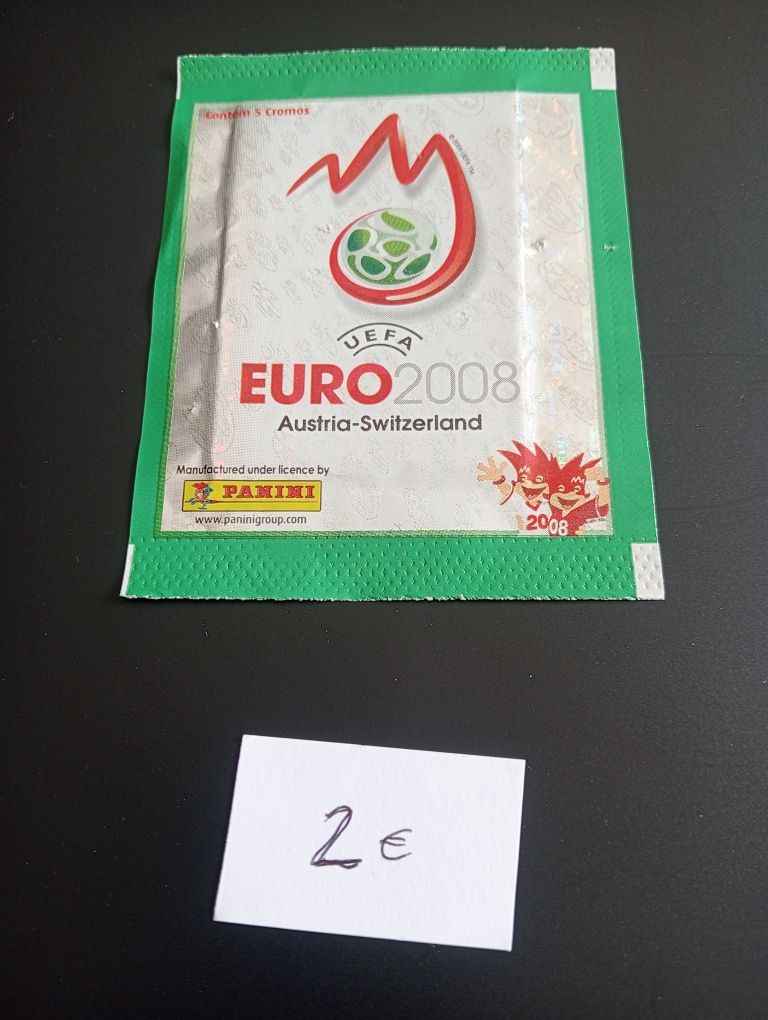 Contém 5 Cromos
UEFA
EURO2008
Austria-Switzerland
Manufactured under licence by
PANINI
www.paninigroup.com
2008
2€